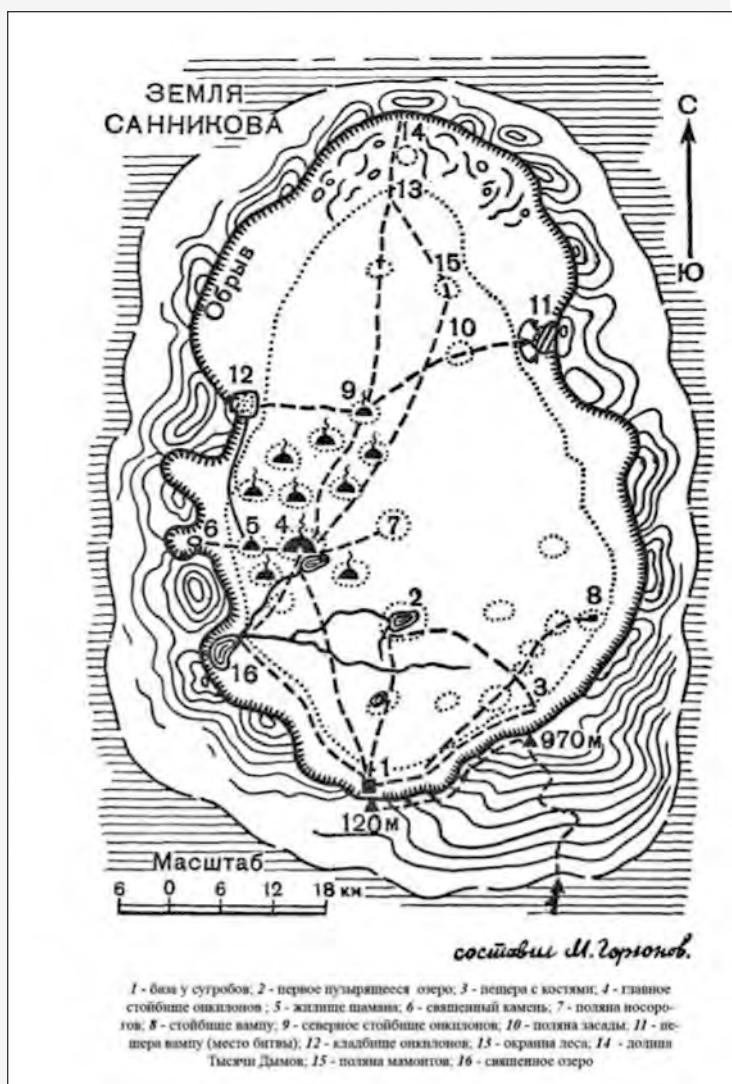 ЗЕМЛЯ
САННИКОВА
С
Ю
14
13
Обрыв
15
11
10
12
9
6
5
4
7
2
8
16
3
970 м
1
120 м
Масштаб
6 0 6 12 18 км
составил М. Горюнов.
1 - база у сугробов; 2 - первое пузырящееся озеро; 3 - пещера с костями; 4 - главное
стойбище онкилонов ; 5 - жилище шамана; 6 - священный камень; 7 - поляна носоро-
гов; 8 - стойбище вампу; 9 - северное стойбище онкилонов; 10 - поляна засады; 11 - пе-
щера вампу (место битвы); 12 - кладбище онкилонов; 13 - окраина леса; 14 - долина
Тысячи Дымов; 15 - поляна мамонтов; 16 - священное озеро